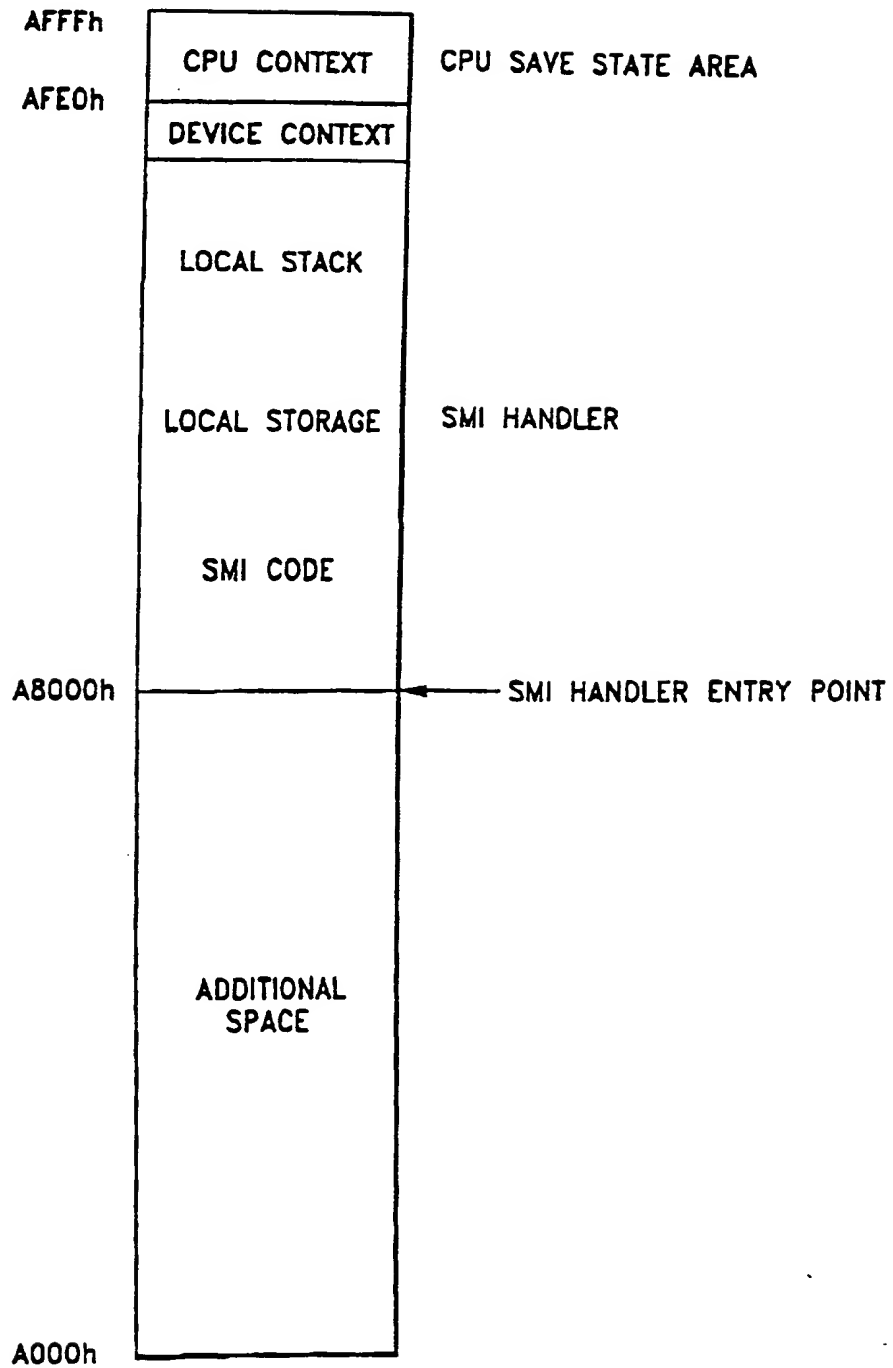 AFFFh
CPU CONTEXT CPU SAVE STATE AREA
AFE0h
DEVICE CONTEXT
LOCAL STACK
LOCAL STORAGE SMI HANDLER
SMI CODE
A8000h SMI HANDLER ENTRY POINT
ADDITIONAL
SPACE
A000h